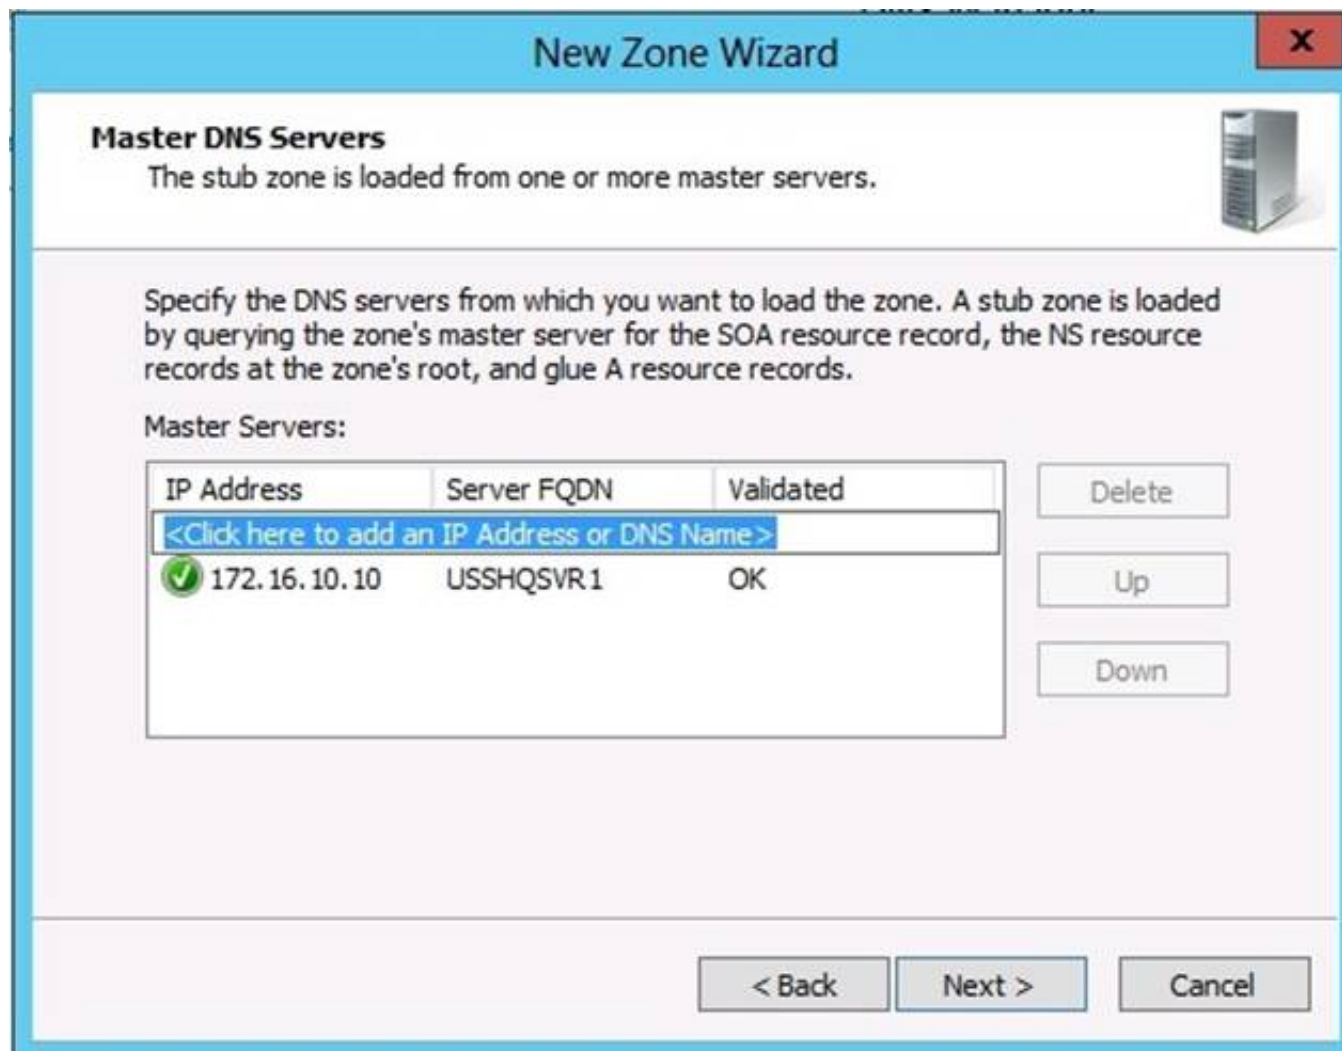 New Zone Wizard
x
Master DNS Servers
The stub zone is loaded from one or more master servers.
Specify the DNS servers from which you want to load the zone. A stub zone is loaded
by querying the zone's master server for the SOA resource record, the NS resource
records at the zone's root, and glue A resource records.
Master Servers:
IP Address Server FQDN Validated
<Click here to add an IP Address or DNS Name>
172.16.10.10 USSHQSVR1 OK
Delete
Up
Down
< Back Next > Cancel